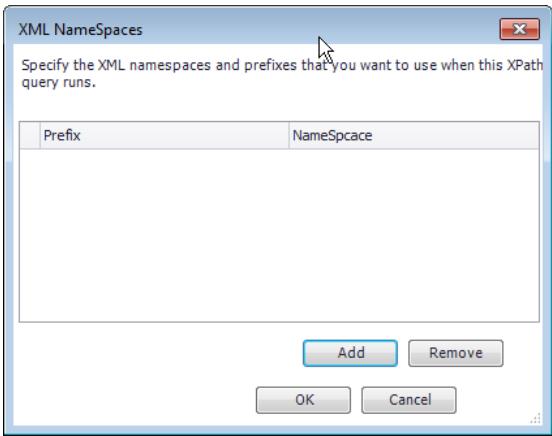 XML NameSpaces
Specify the XML namespaces and prefixes that you want to use when this XPath
query runs.
Prefix NameSpcace
Add Remove
OK Cancel